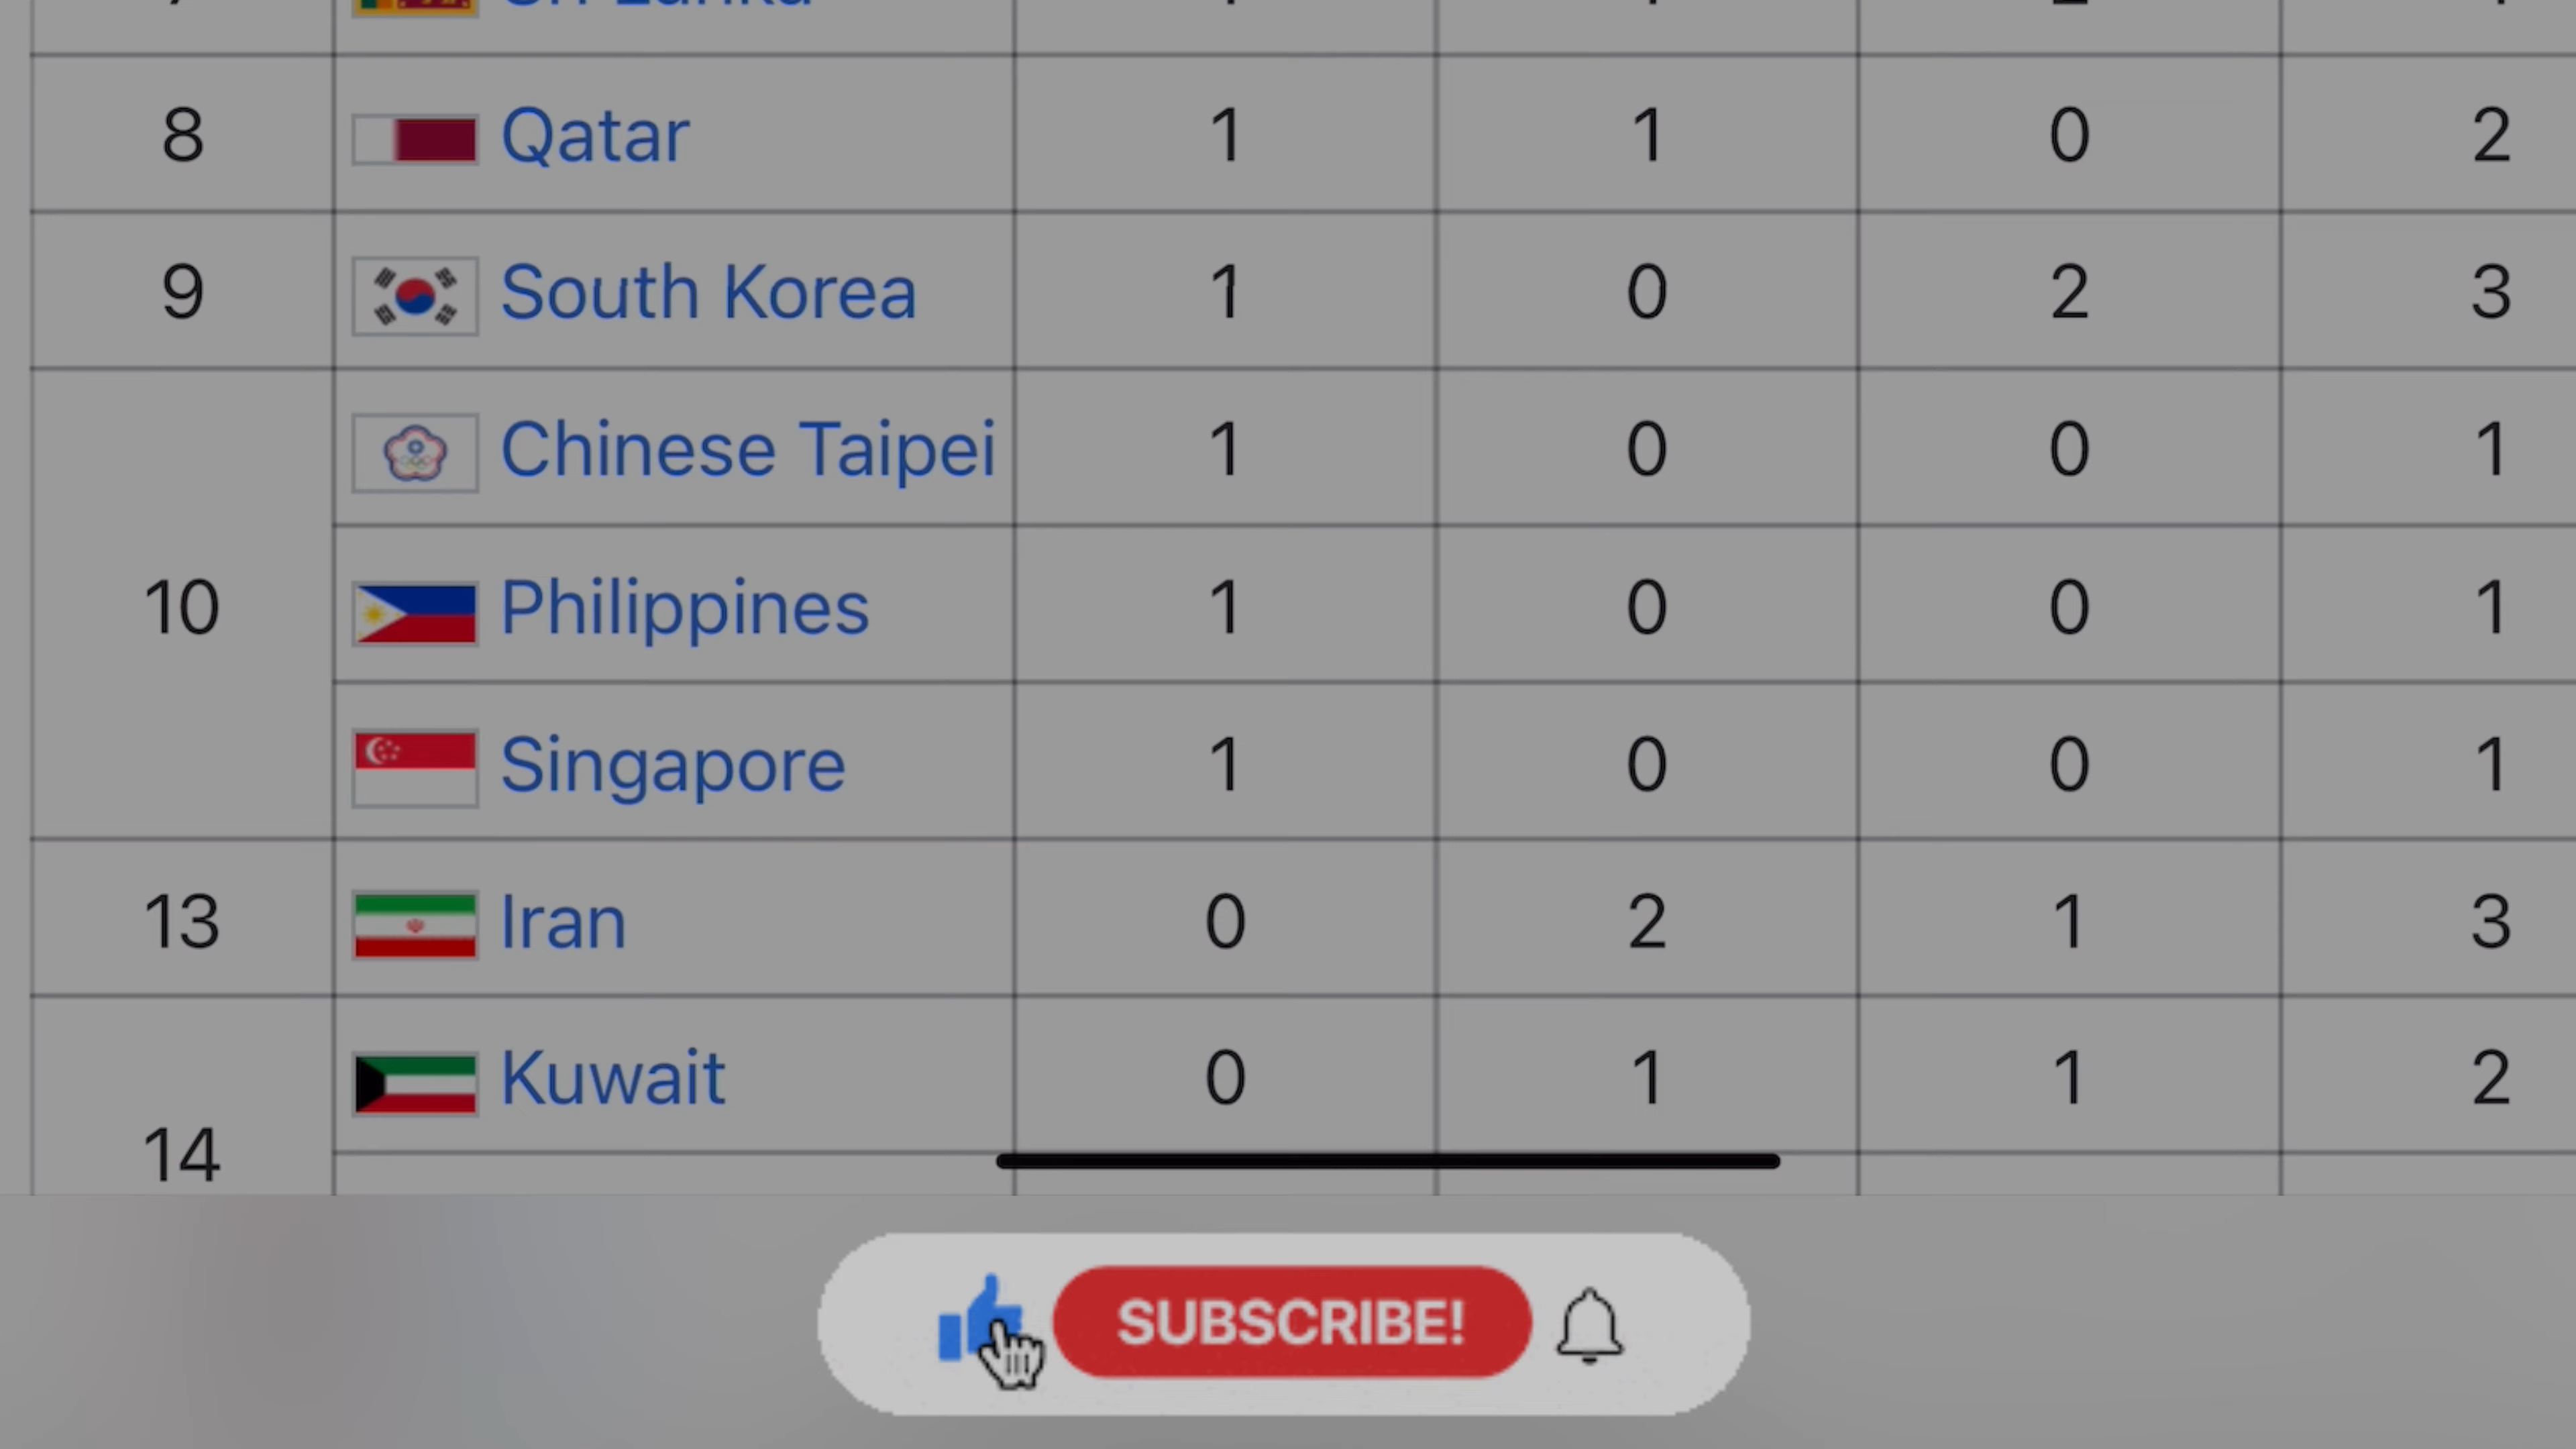 Sri Lanka
8 Qatar 1 1 0 2
9 South Korea 1 0 2 3
Chinese Taipei 1 0 0 1
10 Philippines 1 0 0 1
Singapore 1 0 0 1
13 Iran 0 2 1 3
Kuwait 0 1 1 2
14
SUBSCRIBE!